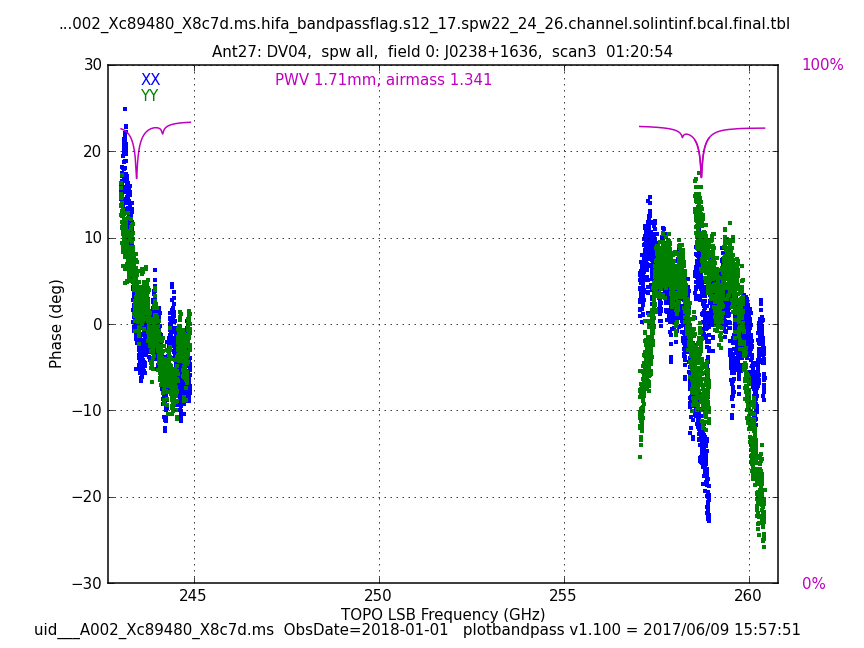 ...002_Xc89480_X8c7d.ms.hifa_bandpassflag.s12_17.spw22_24_26.channel.solintinf.bcal.final.tbl
Ant27: DV04,  spw all,  field 0: J0238+1636,  scan3  01:20:54
30
XX
PWV 1.71mm, airmass 1.341
100%
YY
20
10
0
−10
−20
−30
Phase (deg)
0%
245
250
255
260
TOPO LSB Frequency (GHz)
uid___A002_Xc89480_X8c7d.ms  ObsDate=2018-01-01   plotbandpass v1.100 = 2017/06/09 15:57:51